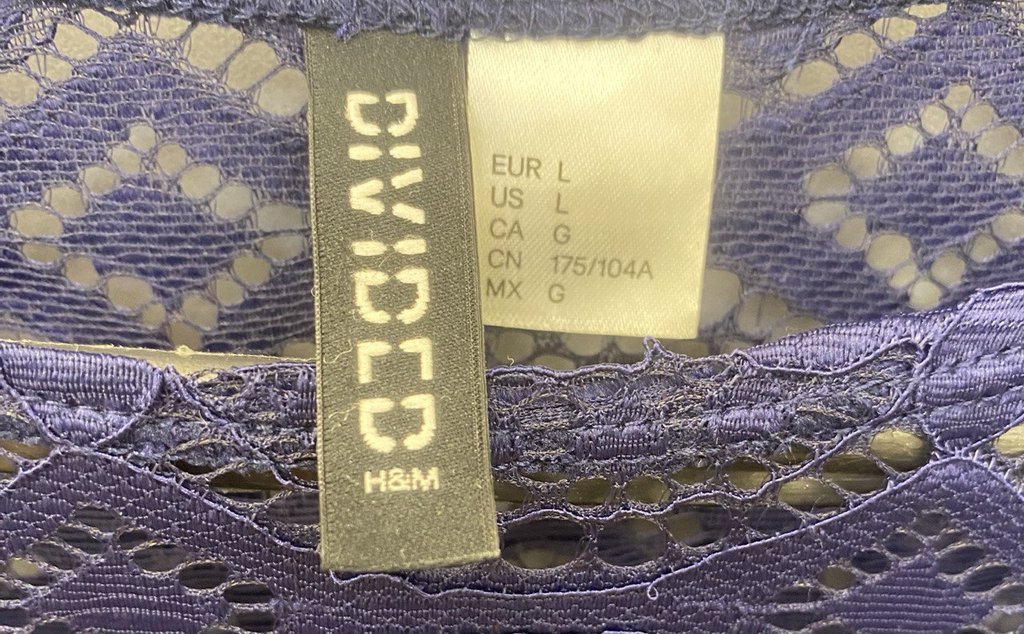 DIVIDED
H&M
EUR L
US L
CA G
CN 175/104A
MX G